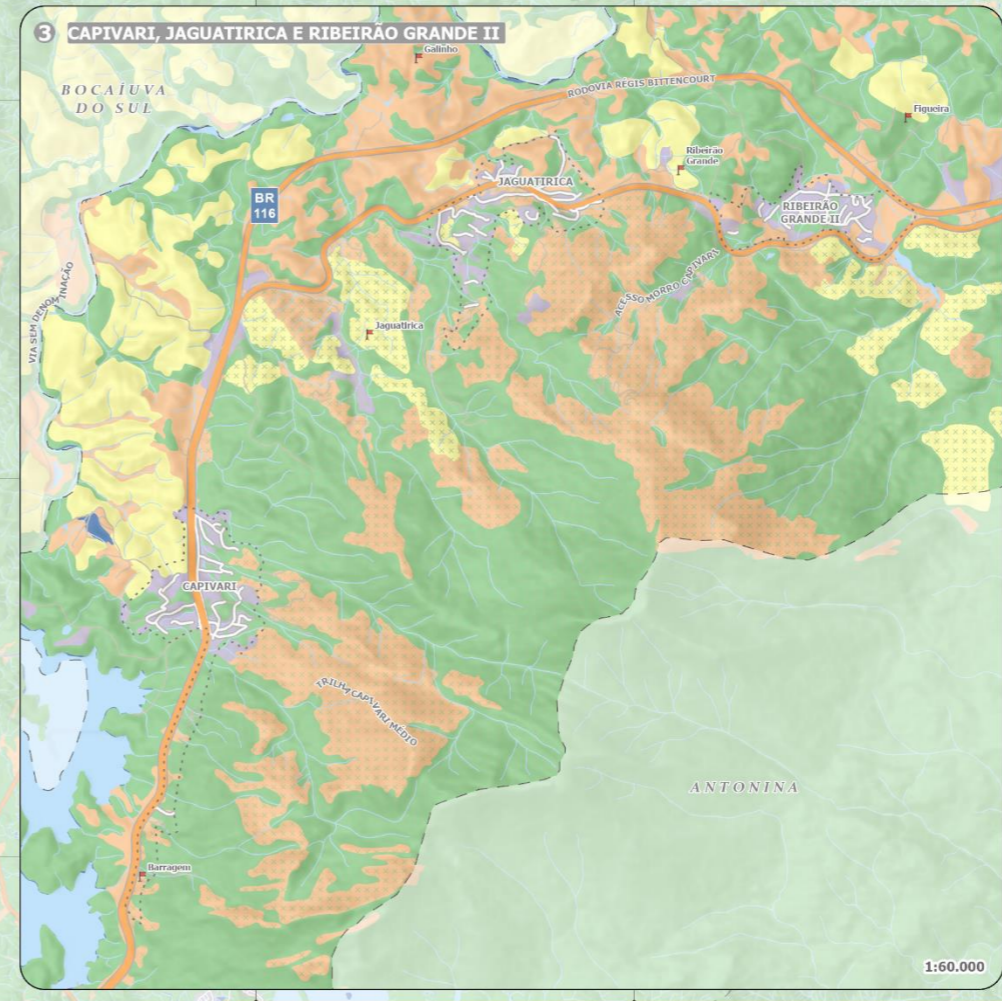 3 CAPIVARI, JAGUATIRICA E RIBEIRÃO GRANDE II
Galinho
BOCAIÚVA
DO SUL
RODOVIA RÉGIS BITTENCOURT
Figueira
Ribeirão
Grande
JAGUATIRICA
BR
116
RIBEIRÃO
GRANDE II
VIA SEM DENOMINAÇÃO
ACESSO MORRO CAPIVARI
Jaguatirica
CAPIVARI
TRILHA CAPIVARI MÉDIO
ANTONINA
Barragem
1:60.000